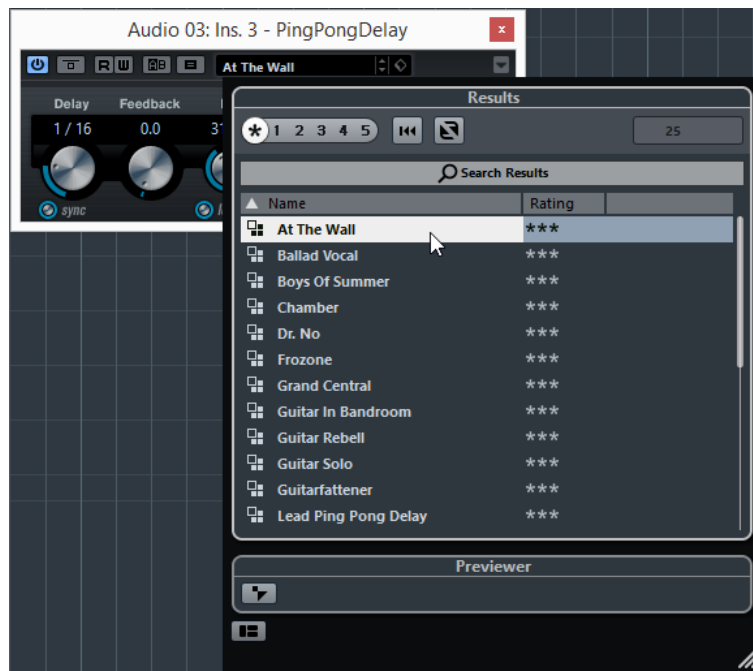 Audio 03: Ins. 3 - PingPongDelay
x
R W AB At The Wall
Delay Feedback
1 / 16 0.0
sync
Results
* 1 2 3 4 5 25
Search Results
Name Rating
At The Wall ***
Ballad Vocal ***
Boys Of Summer ***
Chamber ***
Dr. No ***
Frozone ***
Grand Central ***
Guitar In Bandroom ***
Guitar Rebell ***
Guitar Solo ***
Guitarfattener ***
Lead Ping Pong Delay ***
Previewer